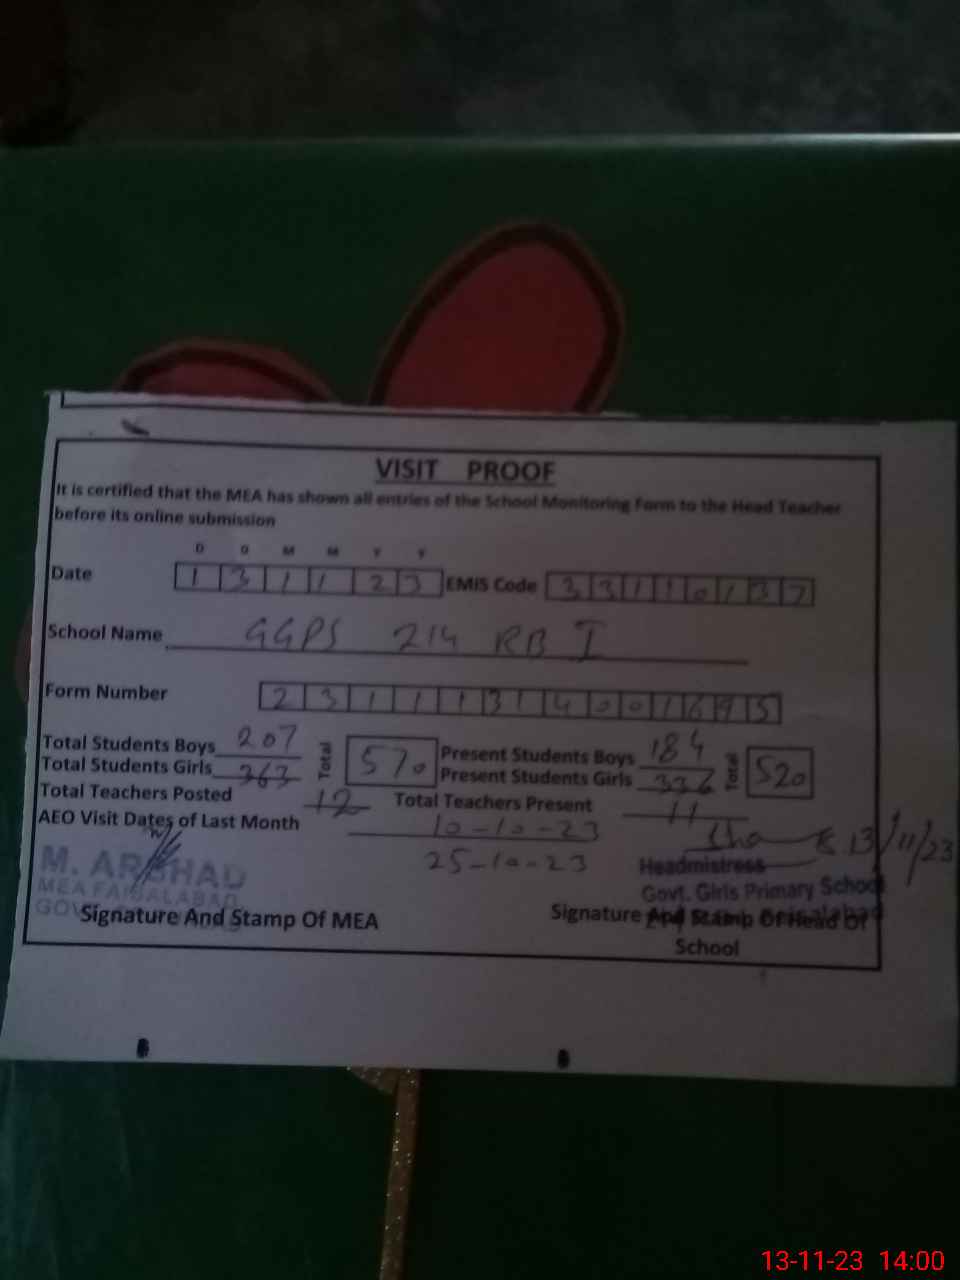 VISIT PROOF
It is certified that the MEA has shown all entries of the School Monitoring Form to the Head Teacher
before its online submission
D D M M Y Y
Date 1 3 1 1 2 3 EMIS Code 3 3 1 1 0 1 3 7
School Name GGPS 214 RB I
Form Number 2 3 1 1 1 3 1 4 0 0 1 6 9 5
Total Students Boys 207 Total 570 Present Students Boys 184 Total 520
Total Students Girls 363 Present Students Girls 336
Total Teachers Posted 12 Total Teachers Present 11
AEO Visit Dates of Last Month 10-10-23
25-10-23
13/11/23
M. ARSHAD
MEA FAISALABAD
Headmistress
Govt. Girls Primary School
Faisalabad
Signature And Stamp Of MEA
Signature And Stamp Of Head Of
School
13-11-23 14:00